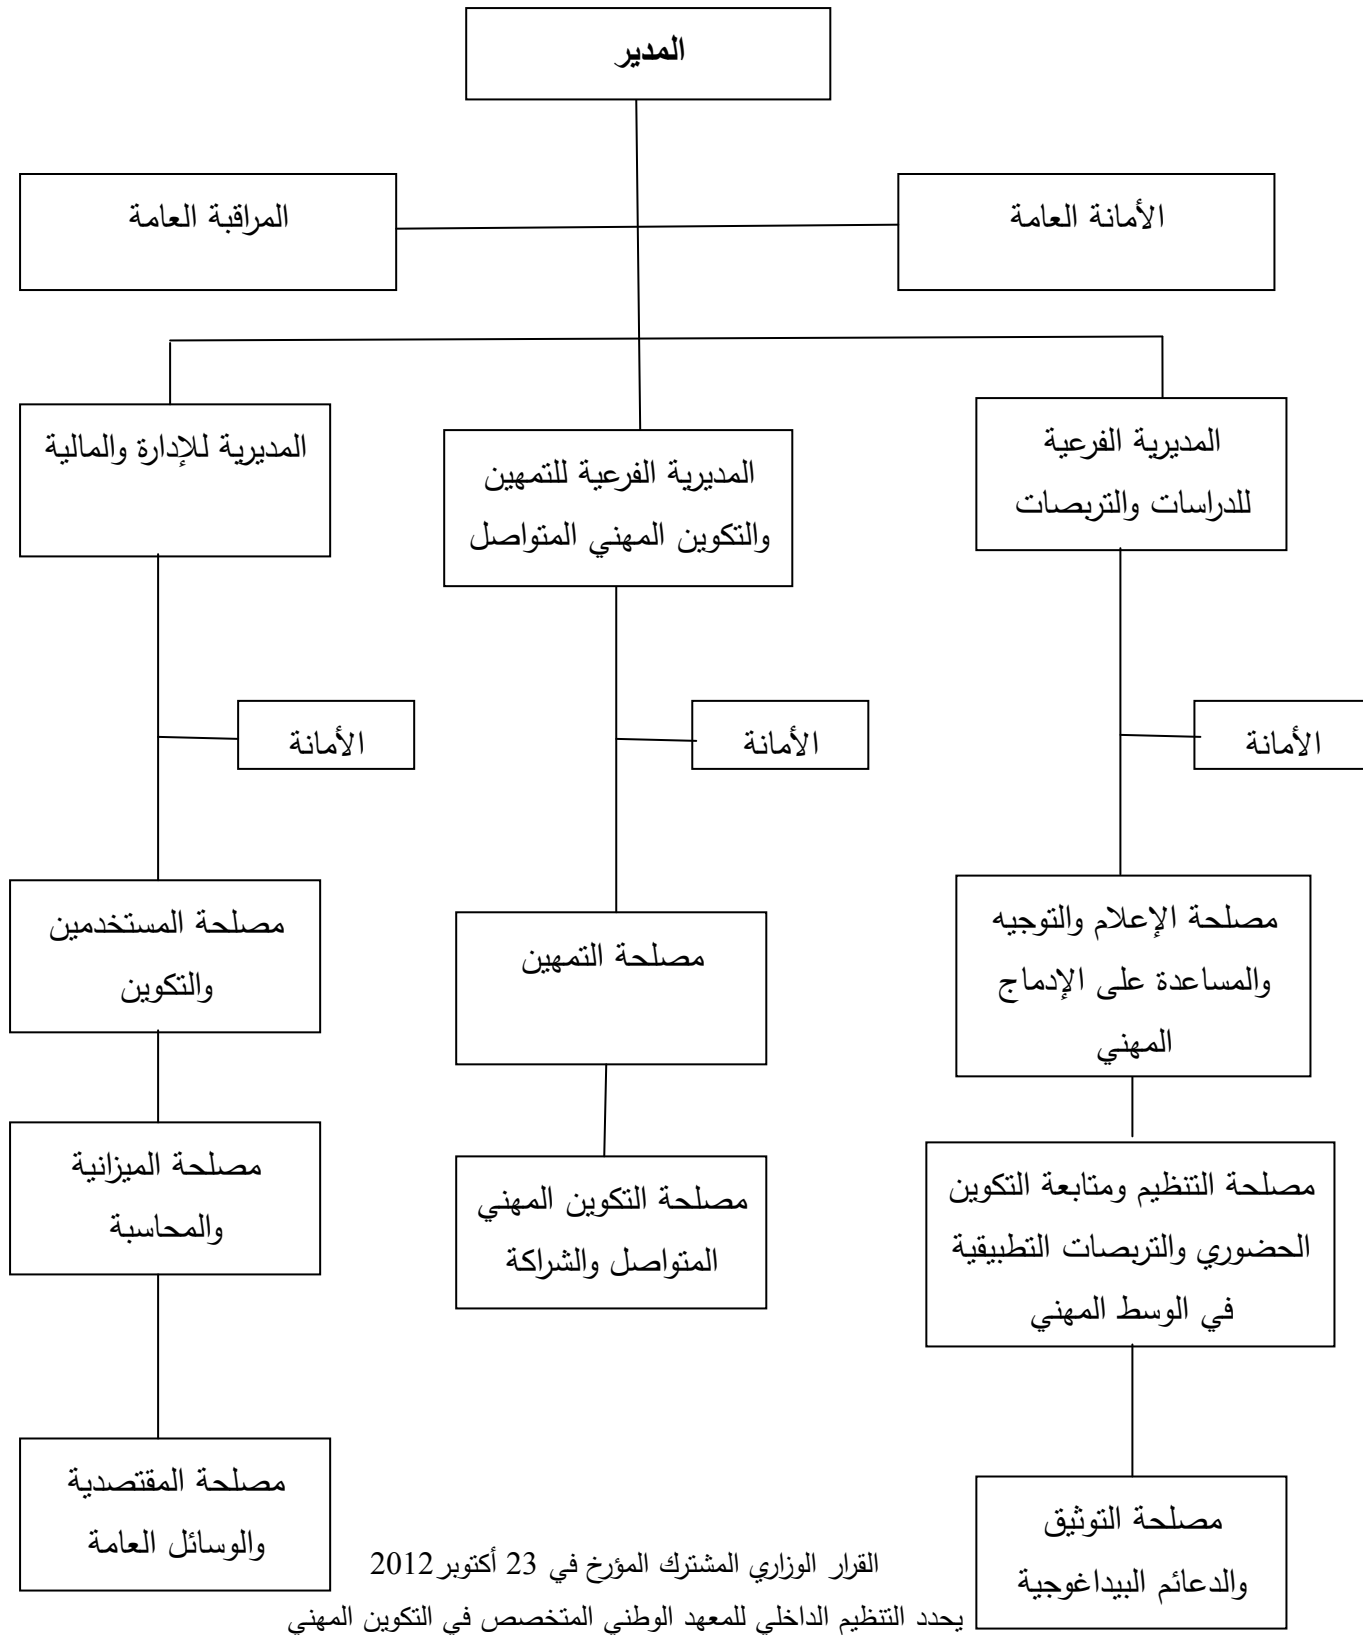 المدير
الأمانة العامة
المراقبة العامة
المديرية الفرعية
للدراسات والتربصات
المديرية الفرعية للتمهين
والتكوين المهني المتواصل
المديرية للإدارة والمالية
الأمانة
الأمانة
الأمانة
مصلحة الإعلام والتوجيه
والمساعدة على الإدماج
المهني
مصلحة التمهين
مصلحة المستخدمين
والتكوين
مصلحة التنظيم ومتابعة التكوين
الحضوري والتربصات التطبيقية
في الوسط المهني
مصلحة التكوين المهني
المتواصل والشراكة
مصلحة الميزانية
والمحاسبة
مصلحة التوثيق
والدعائم البيداغوجية
مصلحة المقتصدية
والوسائل العامة
القرار الوزاري المشترك المؤرخ في 23 أكتوبر 2012
يحدد التنظيم الداخلي للمعهد الوطني المتخصص في التكوين المهني